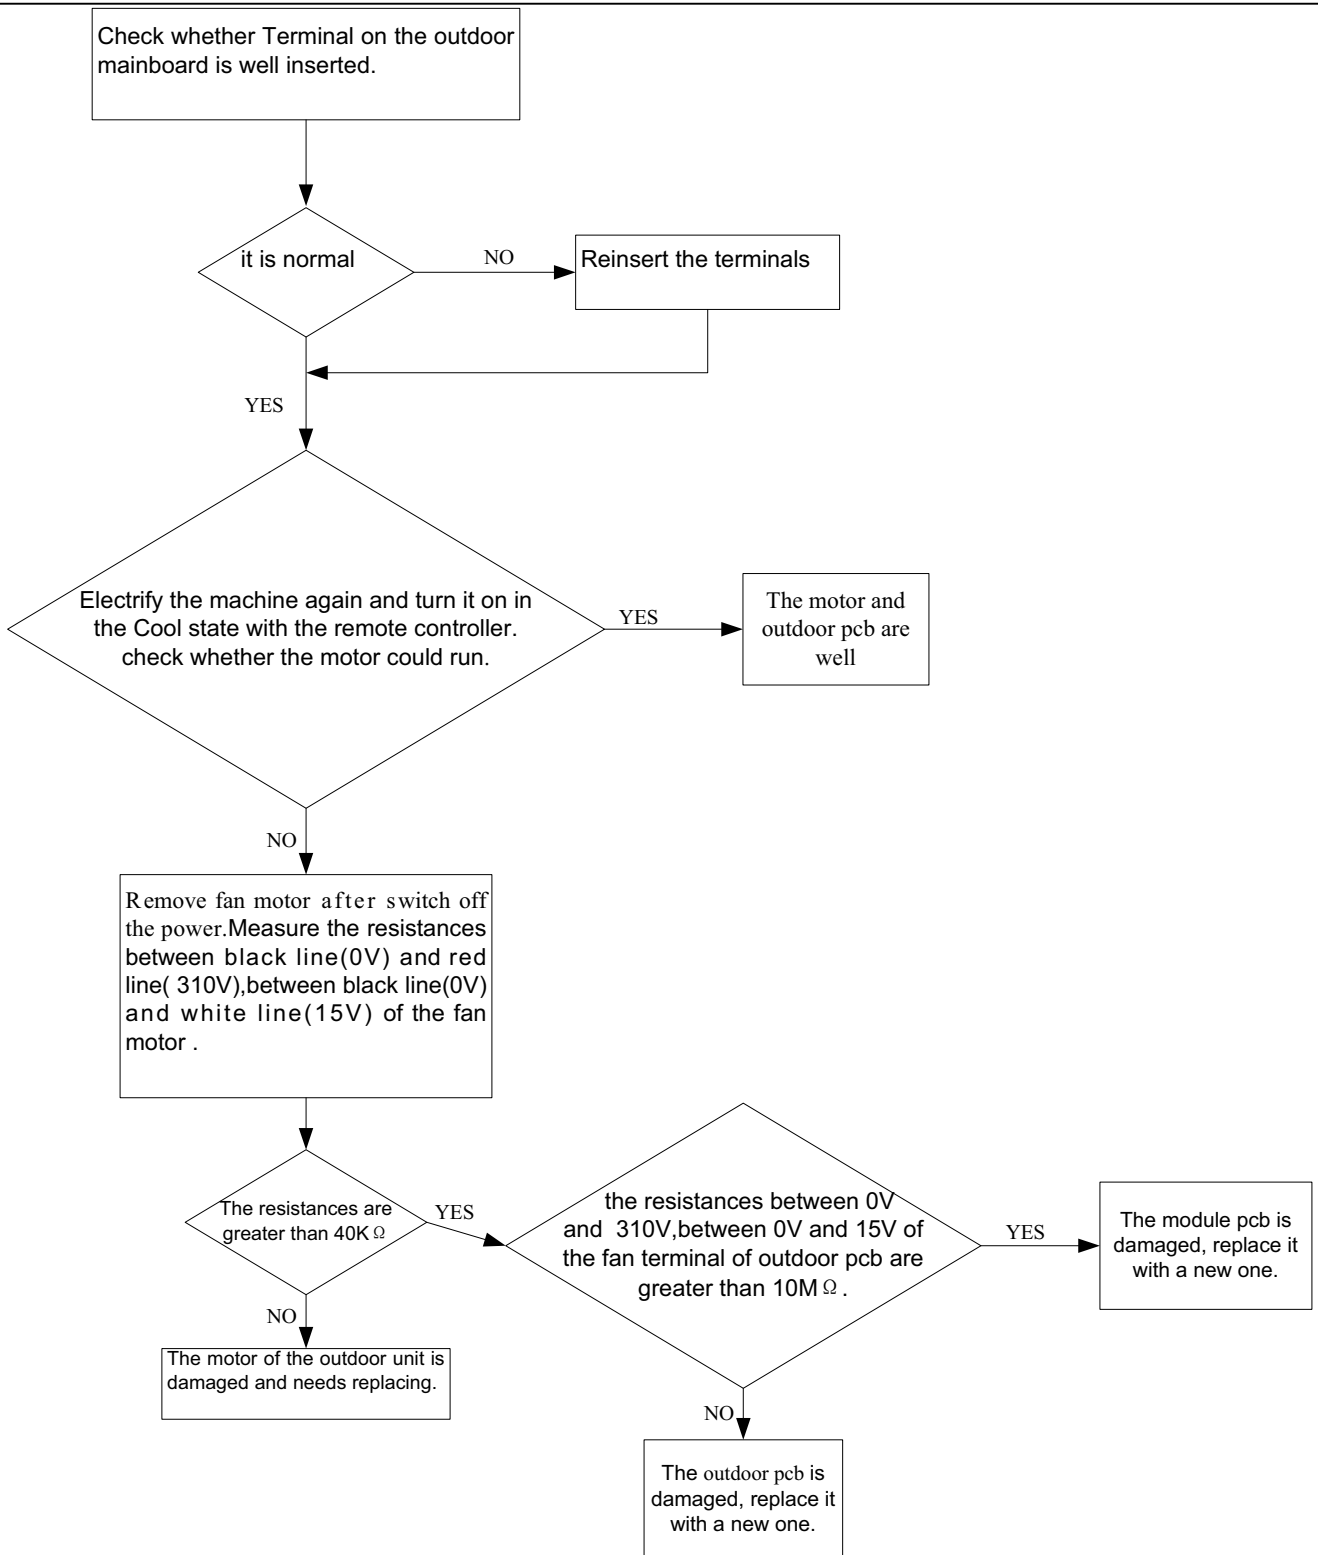 Check whether Terminal on the outdoor
mainboard is well inserted.
it is normal
NO
Reinsert the terminals
YES
Electrify the machine again and turn it on in
the Cool state with the remote controller.
check whether the motor could run.
YES
The motor and
outdoor pcb are
well
NO
Remove fan motor after switch off
the power.Measure the resistances
between black line(0V) and red
line( 310V),between black line(0V)
and white line(15V) of the fan
motor .
The resistances are
greater than 40K Ω
YES
the resistances between 0V
and 310V,between 0V and 15V of
the fan terminal of outdoor pcb are
greater than 10M Ω .
YES
The module pcb is
damaged, replace it
with a new one.
NO
The motor of the outdoor unit is
damaged and needs replacing.
NO
The outdoor pcb is
damaged, replace it
with a new one.